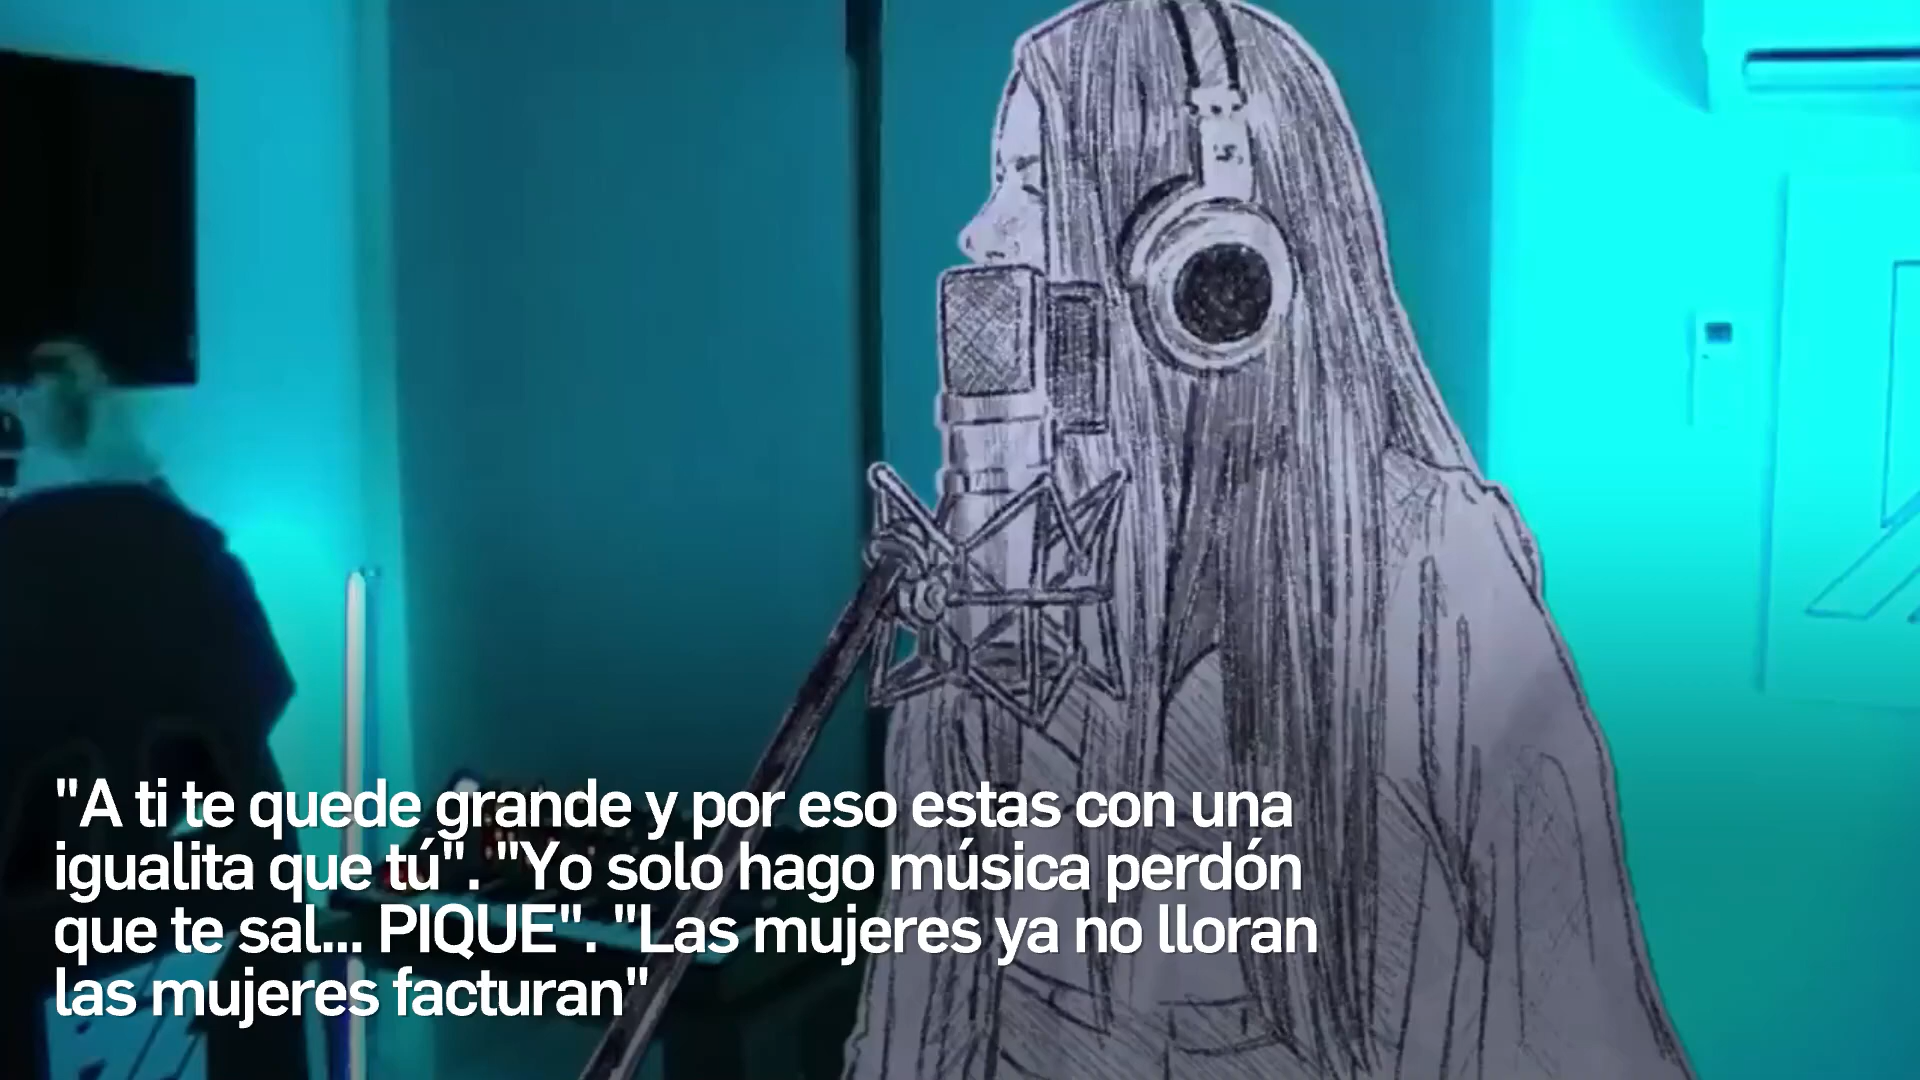 "A ti te quede grande y por eso estas con una
igualita que tú". "Yo solo hago música perdón
que te sal... PIQUE". "Las mujeres ya no lloran
las mujeres facturan"